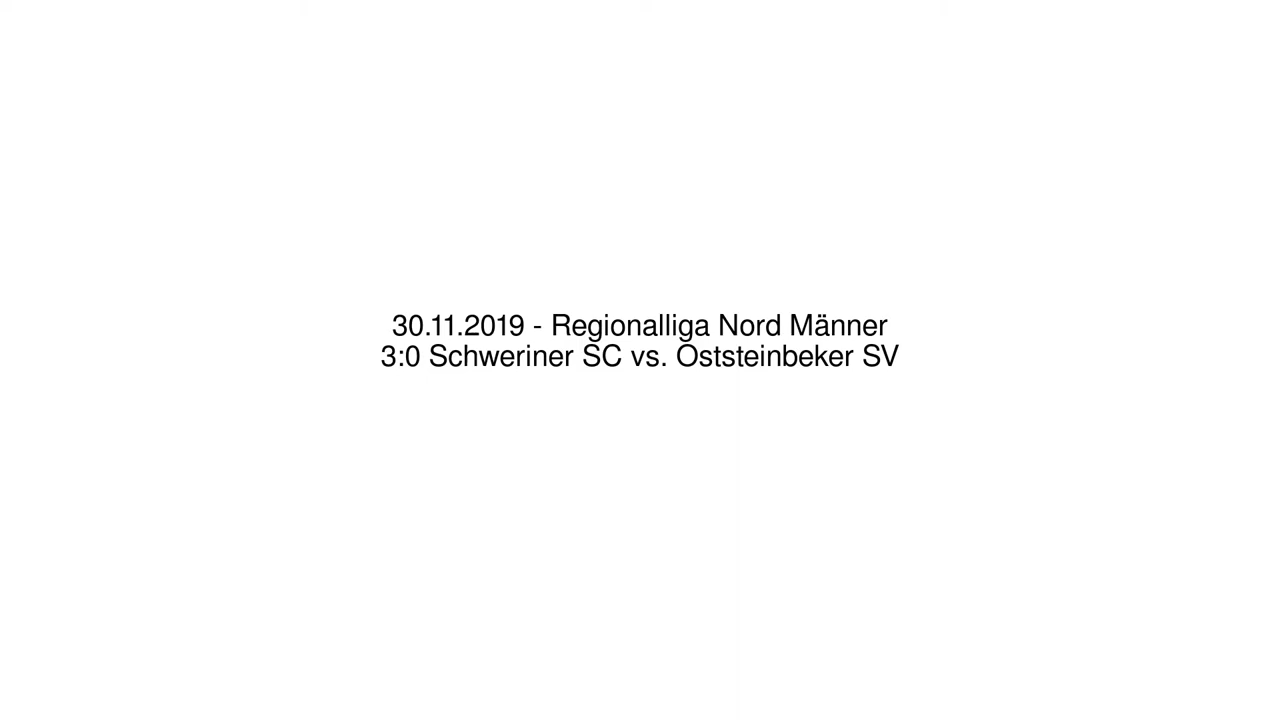 30.11.2019 - Regionalliga Nord Männer
3:0 Schweriner SC vs. Oststeinbeker SV